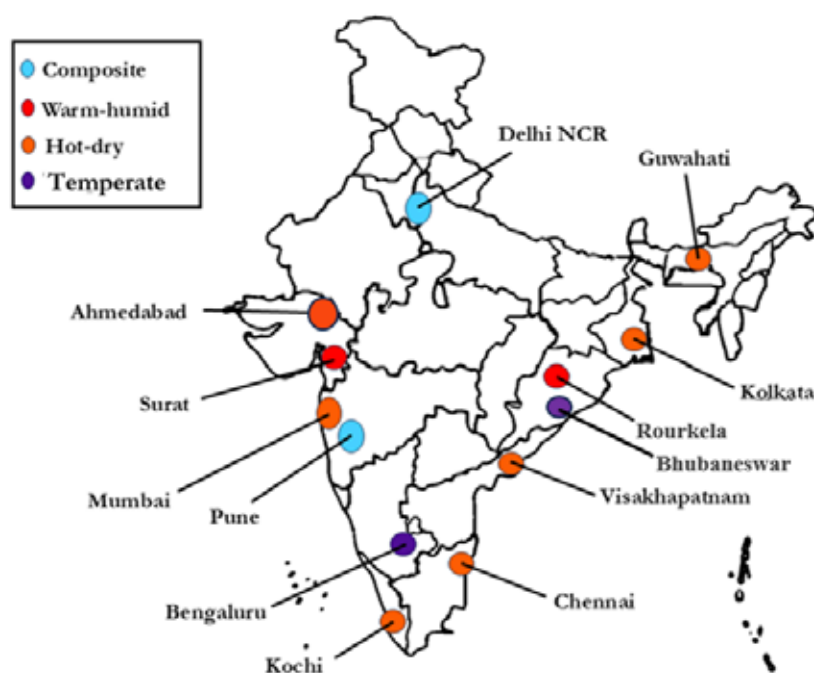 Composite
Warm-humid
Hot-dry
Temperate
Delhi NCR
Guwahati
Ahmedabad
Surat
Kolkata
Rourkela
Bhubaneswar
Mumbai
Visakhapatnam
Pune
Bengaluru
Chennai
Kochi